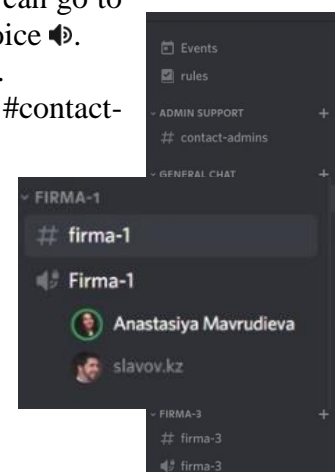 can go to
oice
.
#contact-
Events
rules
ADMIN SUPPORT +
# contact-admins
GENERAL CHAT +
FIRMA-1
# firma-1
Firma-1
Anastasiya Mavrudieva
slavov.kz
FIRMA-3 +
# firma-3
firma-3